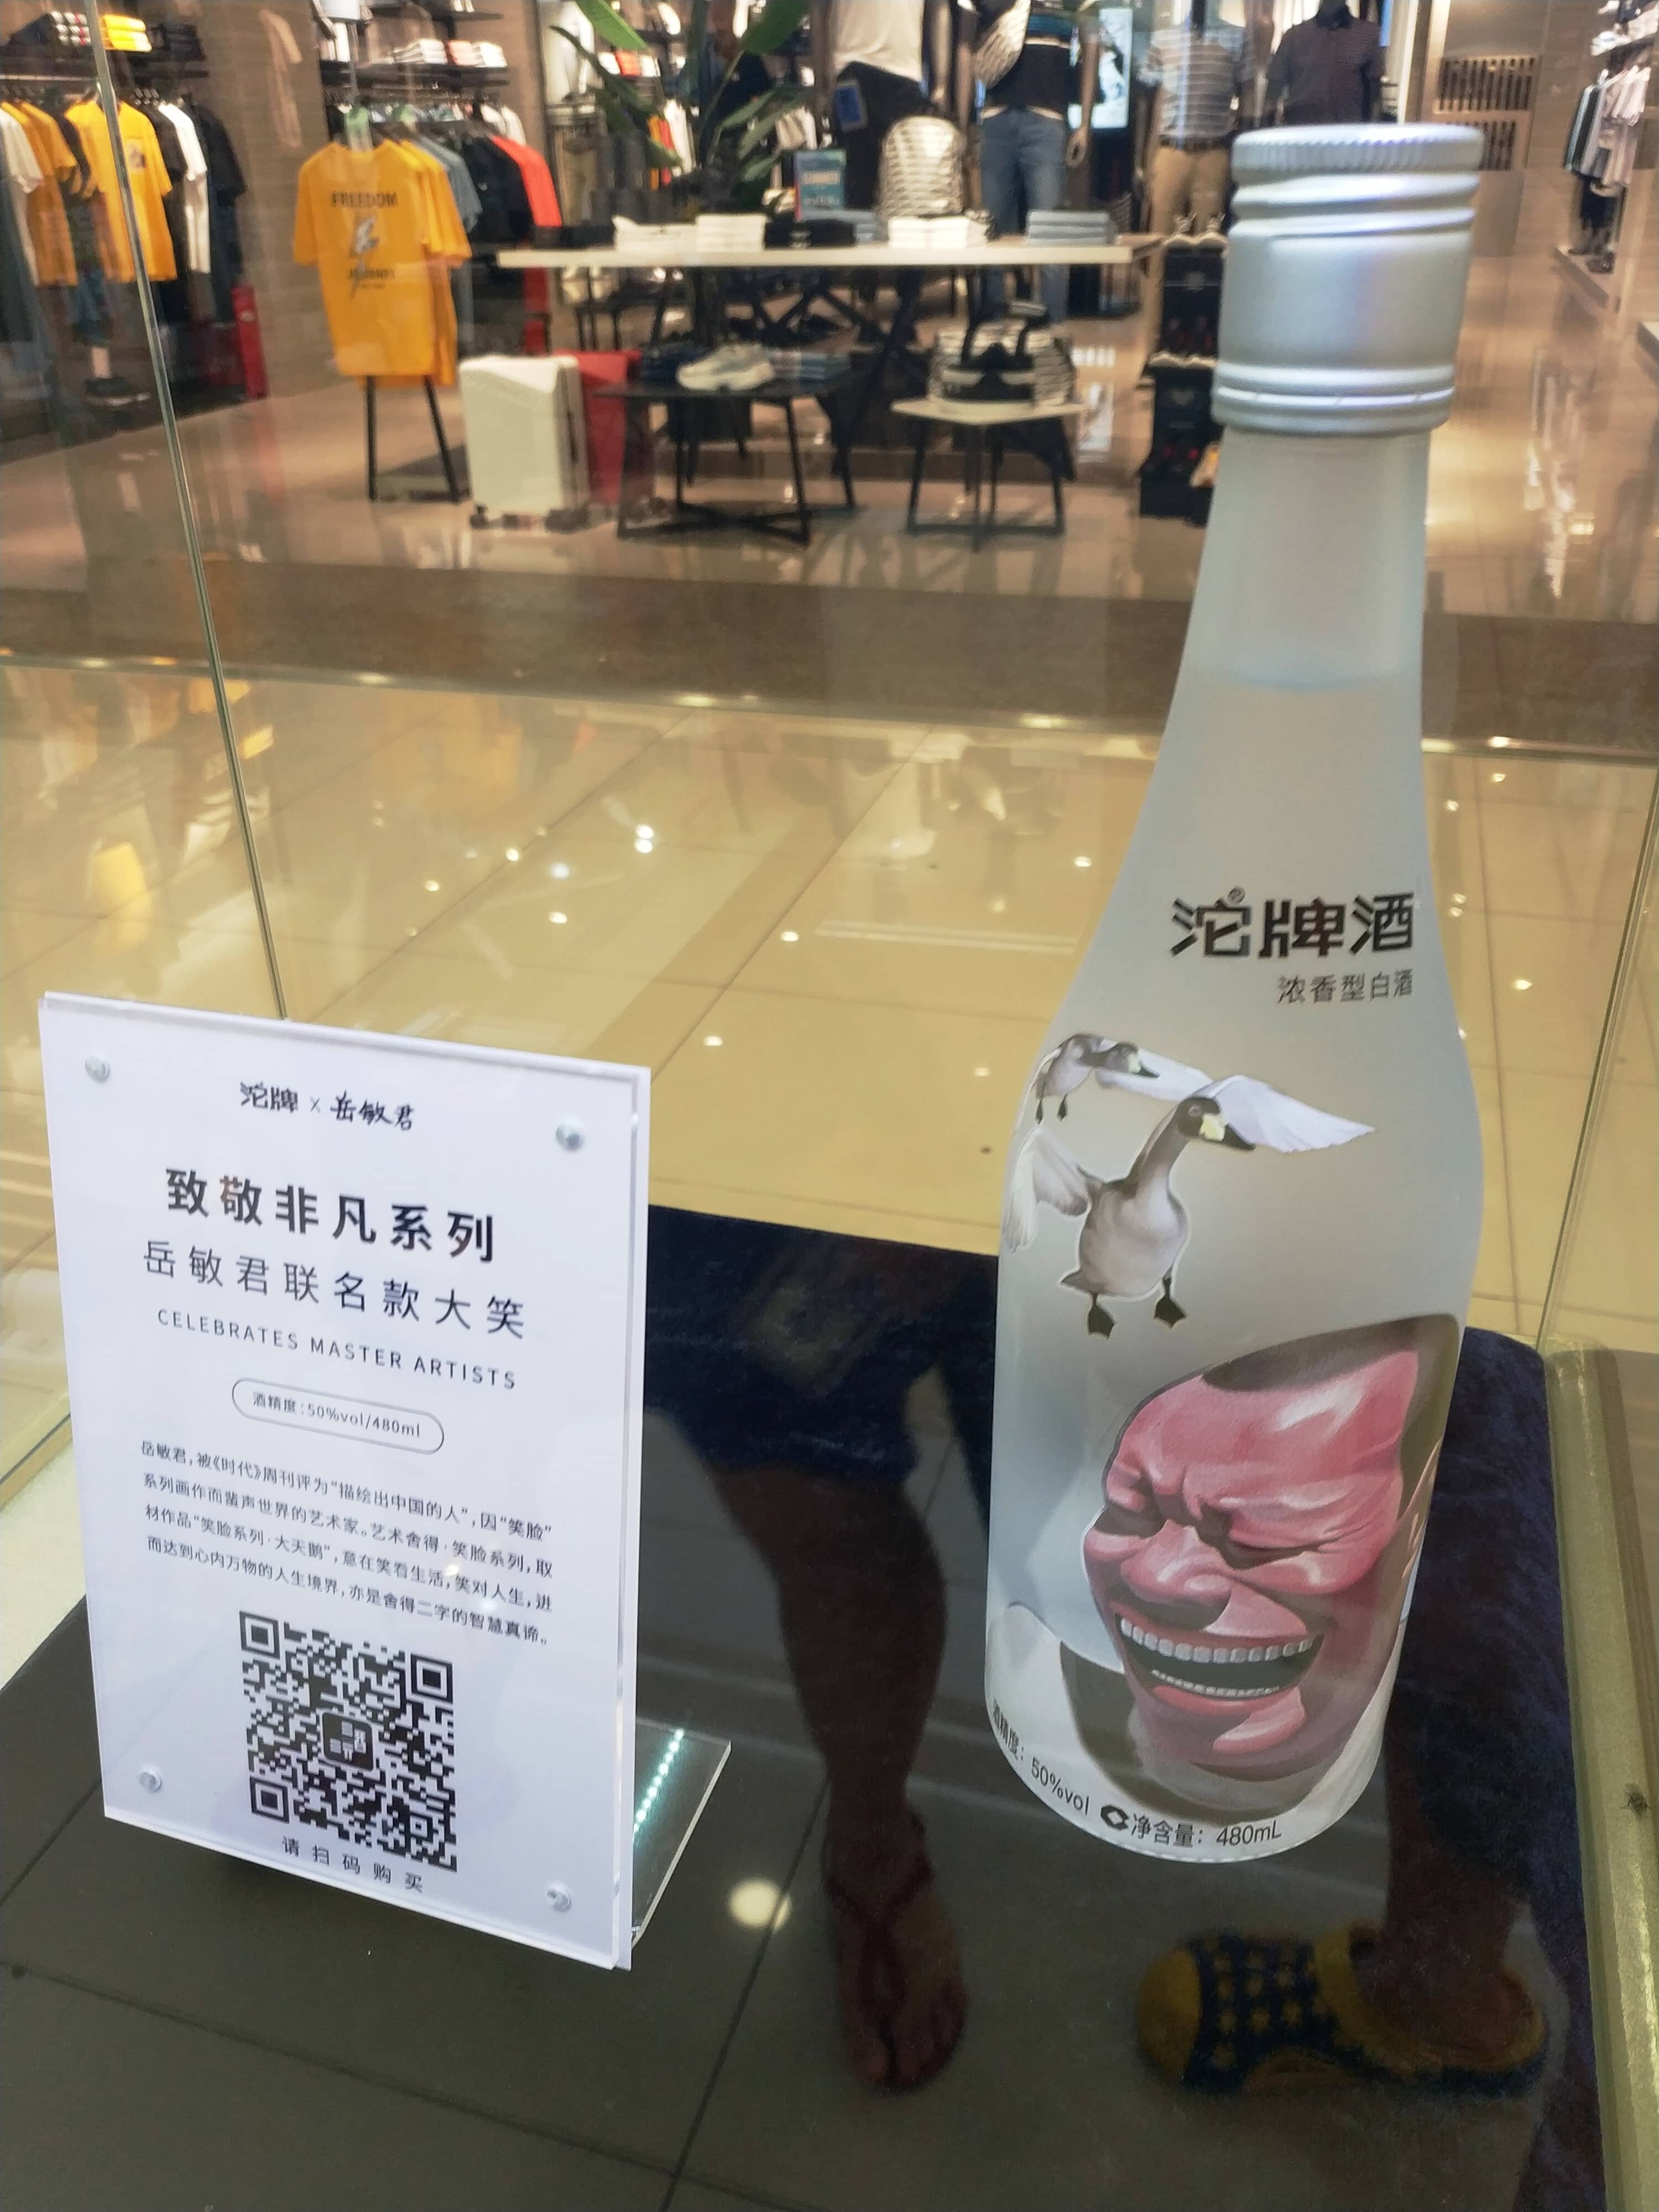 FREEDOM
沱牌®酒
浓香型白酒
沱牌 × 岳敏君
致敬非凡系列
岳敏君联名款大笑
CELEBRATES MASTER ARTISTS
酒精度:50%vol/480ml
岳敏君,被《时代》周刊评为“描绘出中国的人”,因“笑脸”
系列画作而蜚声世界的艺术家。艺术舍得·笑脸系列,取
材作品“笑脸系列·大天鹅”,意在笑看生活,笑对人生,进
而达到心内万物的人生境界,亦是舍得二字的智慧真谛。
请扫码购买
酒精度：50%vol 净含量：480mL